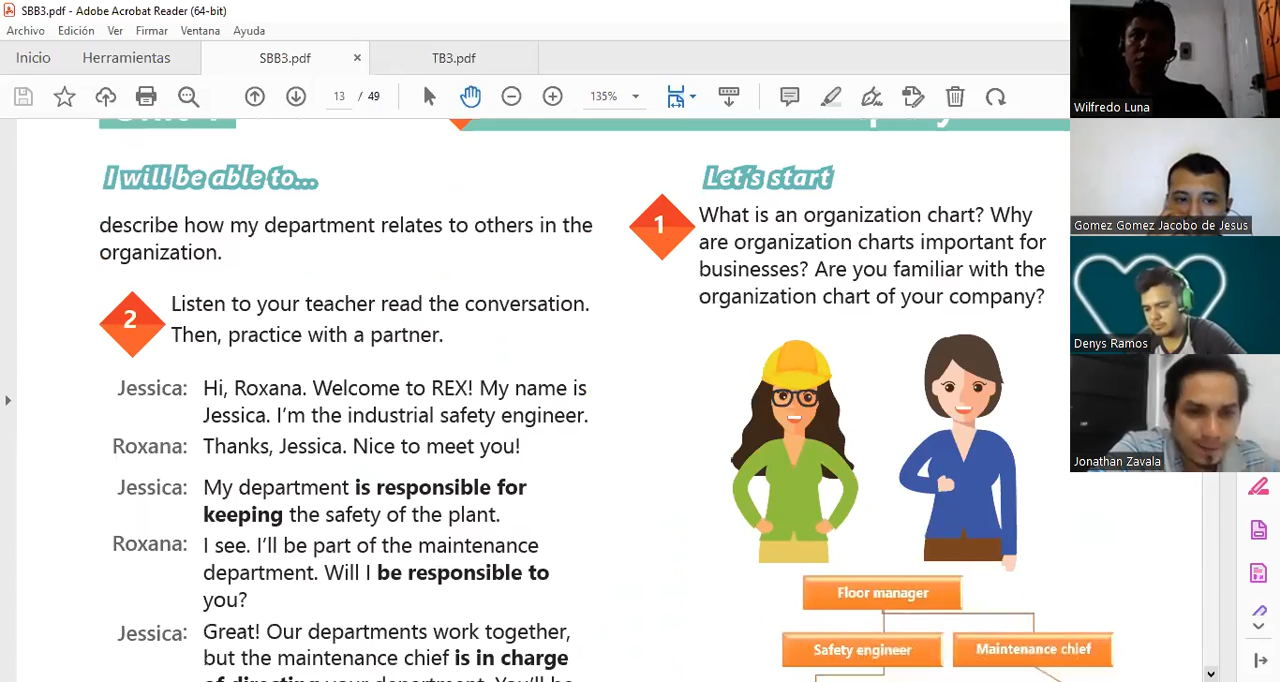 SBB3.pdf - Adobe Acrobat Reader (64-bit)
Archivo Edición Ver Firmar Ventana Ayuda
Inicio Herramientas SBB3.pdf × TB3.pdf
13 / 49 135%
I will be able to...
describe how my department relates to others in the
organization.
2
Listen to your teacher read the conversation.
Then, practice with a partner.
Jessica: Hi, Roxana. Welcome to REX! My name is
Jessica. I'm the industrial safety engineer.
Roxana: Thanks, Jessica. Nice to meet you!
Jessica: My department is responsible for
keeping the safety of the plant.
Roxana: I see. I'll be part of the maintenance
department. Will I be responsible to
you?
Jessica: Great! Our departments work together,
but the maintenance chief is in charge
of directing your department. You'll be
Let's start
1
What is an organization chart? Why
are organization charts important for
businesses? Are you familiar with the
organization chart of your company?
Floor manager
Safety engineer Maintenance chief
Wilfredo Luna
Gomez Gomez Jacobo de Jesus
Denys Ramos
Jonathan Zavala